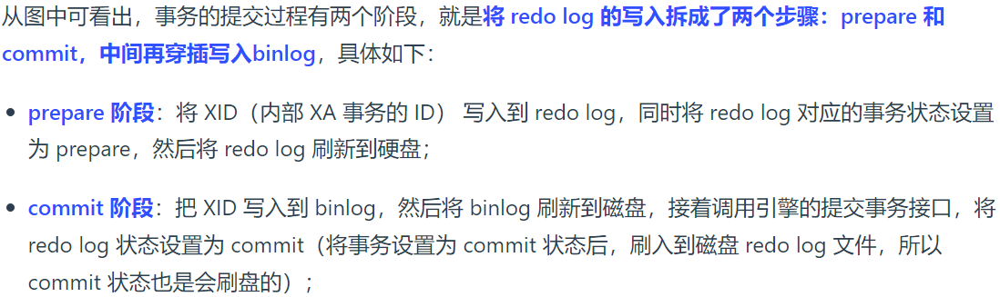 从图中可看出，事务的提交过程有两个阶段，就是将 redo log 的写入拆成了两个步骤：prepare 和
commit，中间再穿插写入binlog，具体如下：
prepare 阶段：将 XID（内部 XA 事务的 ID） 写入到 redo log，同时将 redo log 对应的事务状态设置
为 prepare，然后将 redo log 刷新到硬盘；
commit 阶段：把 XID 写入到 binlog，然后将 binlog 刷新到磁盘，接着调用引擎的提交事务接口，将
redo log 状态设置为 commit（将事务设置为 commit 状态后，刷入到磁盘 redo log 文件，所以
commit 状态也是会刷盘的）；